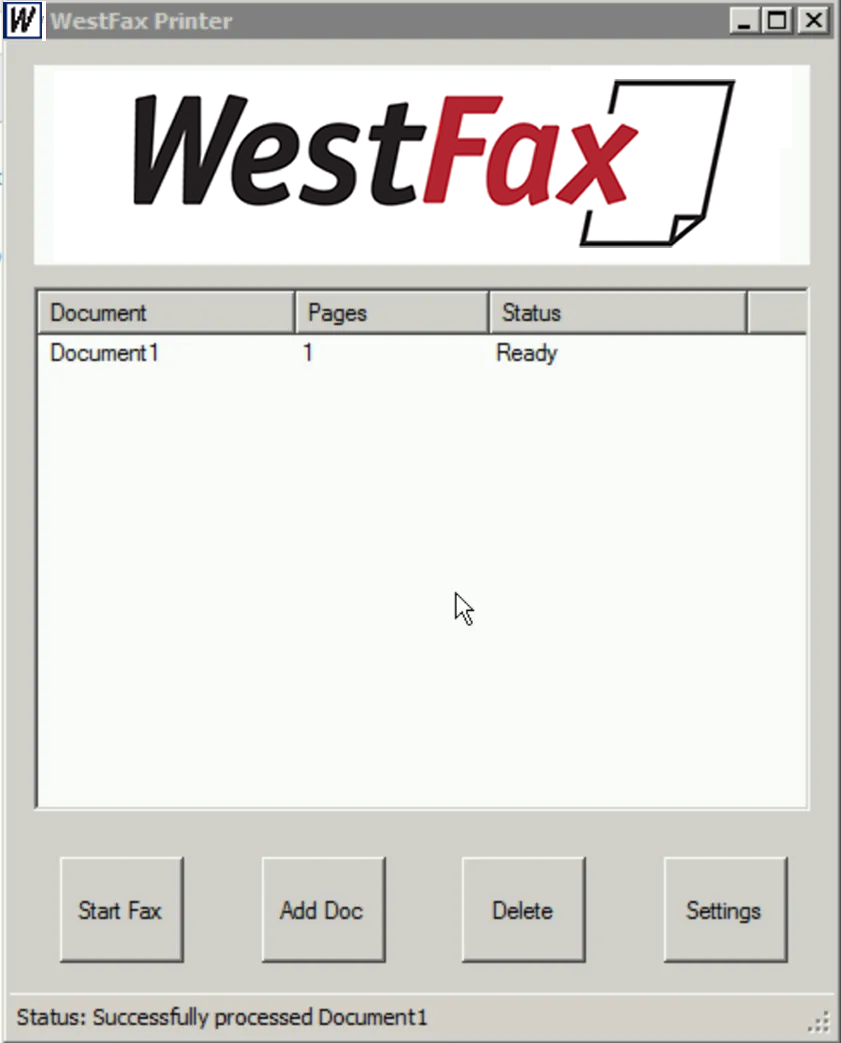 W WestFax Printer
WestFax
Document Pages Status
Document1 1 Ready
Start Fax Add Doc Delete Settings
Status: Successfully processed Document1